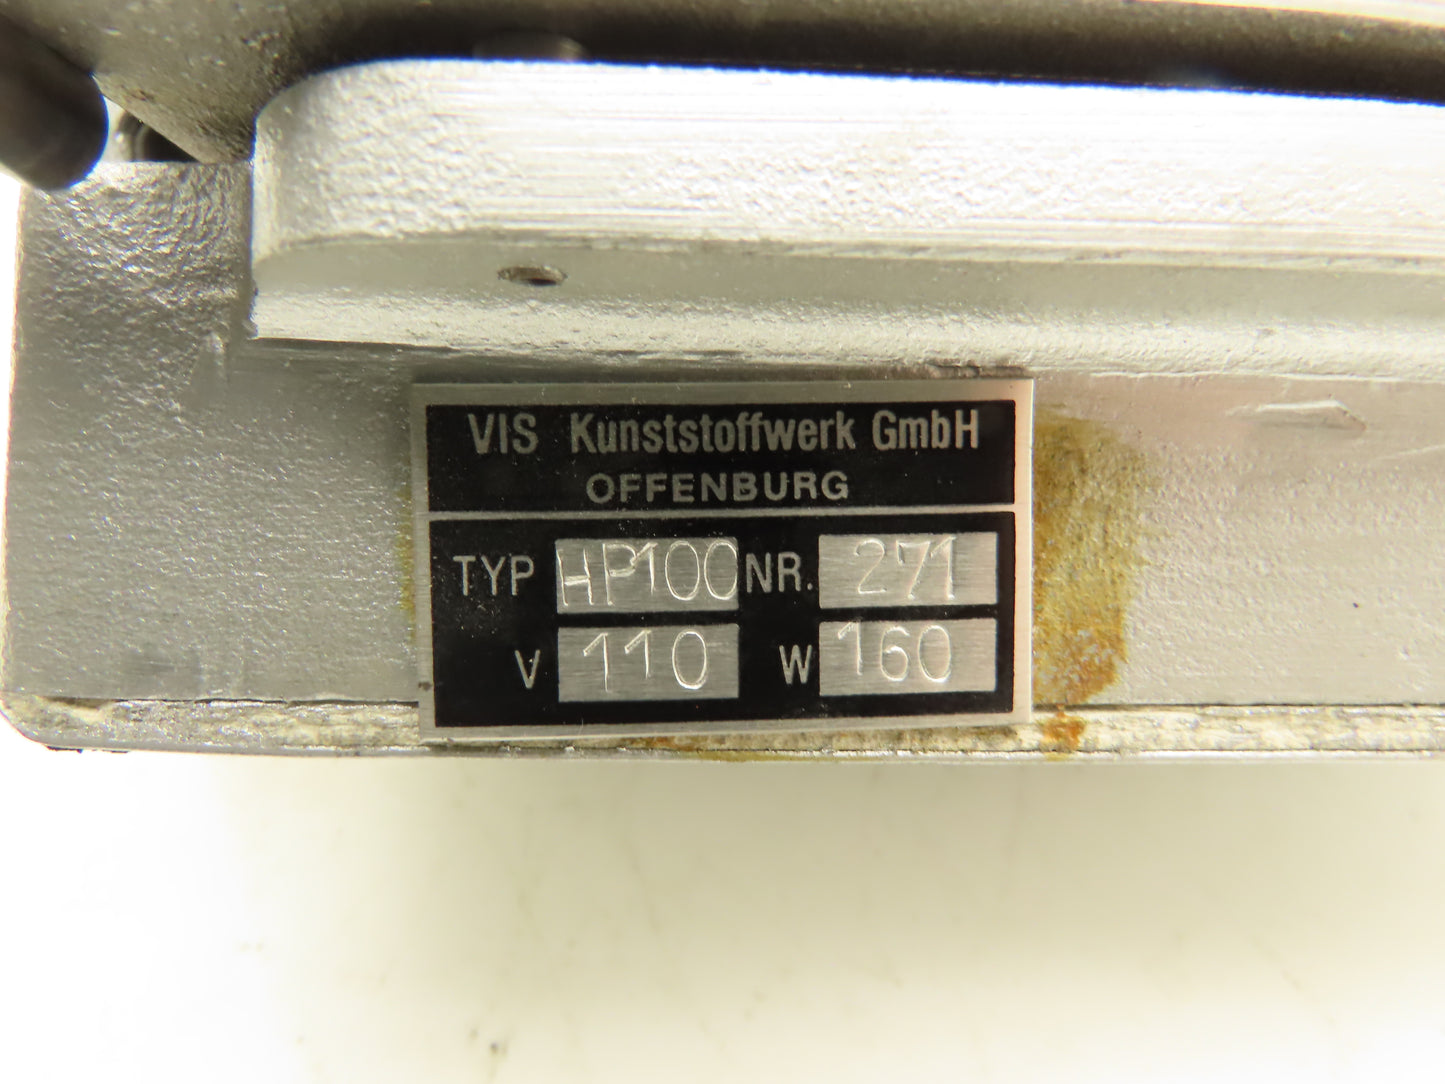 VIS Kunststoffwerk GmbH
OFFENBURG
TYP HP100 NR. 271
V 110 W 160